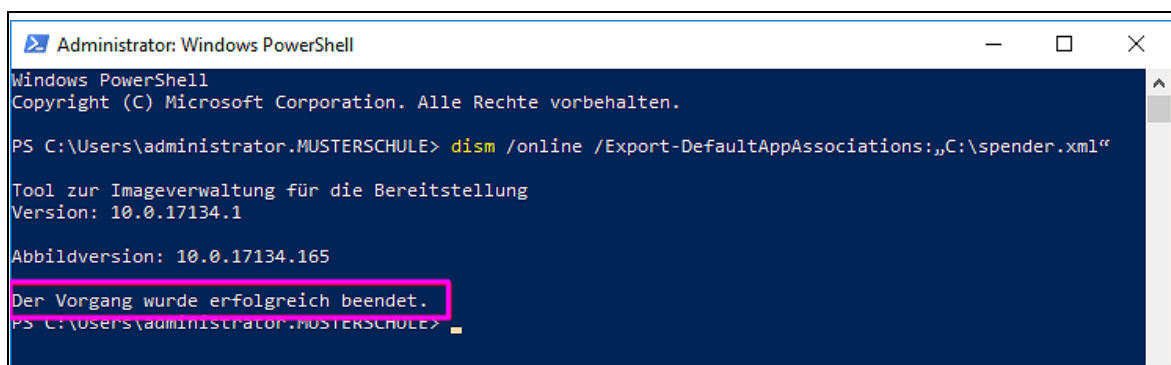 Administrator: Windows PowerShell
Windows PowerShell
Copyright (C) Microsoft Corporation. Alle Rechte vorbehalten.
PS C:\Users\administrator.MUSTERSCHULE> dism /online /Export-DefaultAppAssociations:„C:\spender.xml“
Tool zur Imageverwaltung für die Bereitstellung
Version: 10.0.17134.1
Abbildversion: 10.0.17134.165
Der Vorgang wurde erfolgreich beendet.
PS C:\Users\administrator.MUSTERSCHULE>